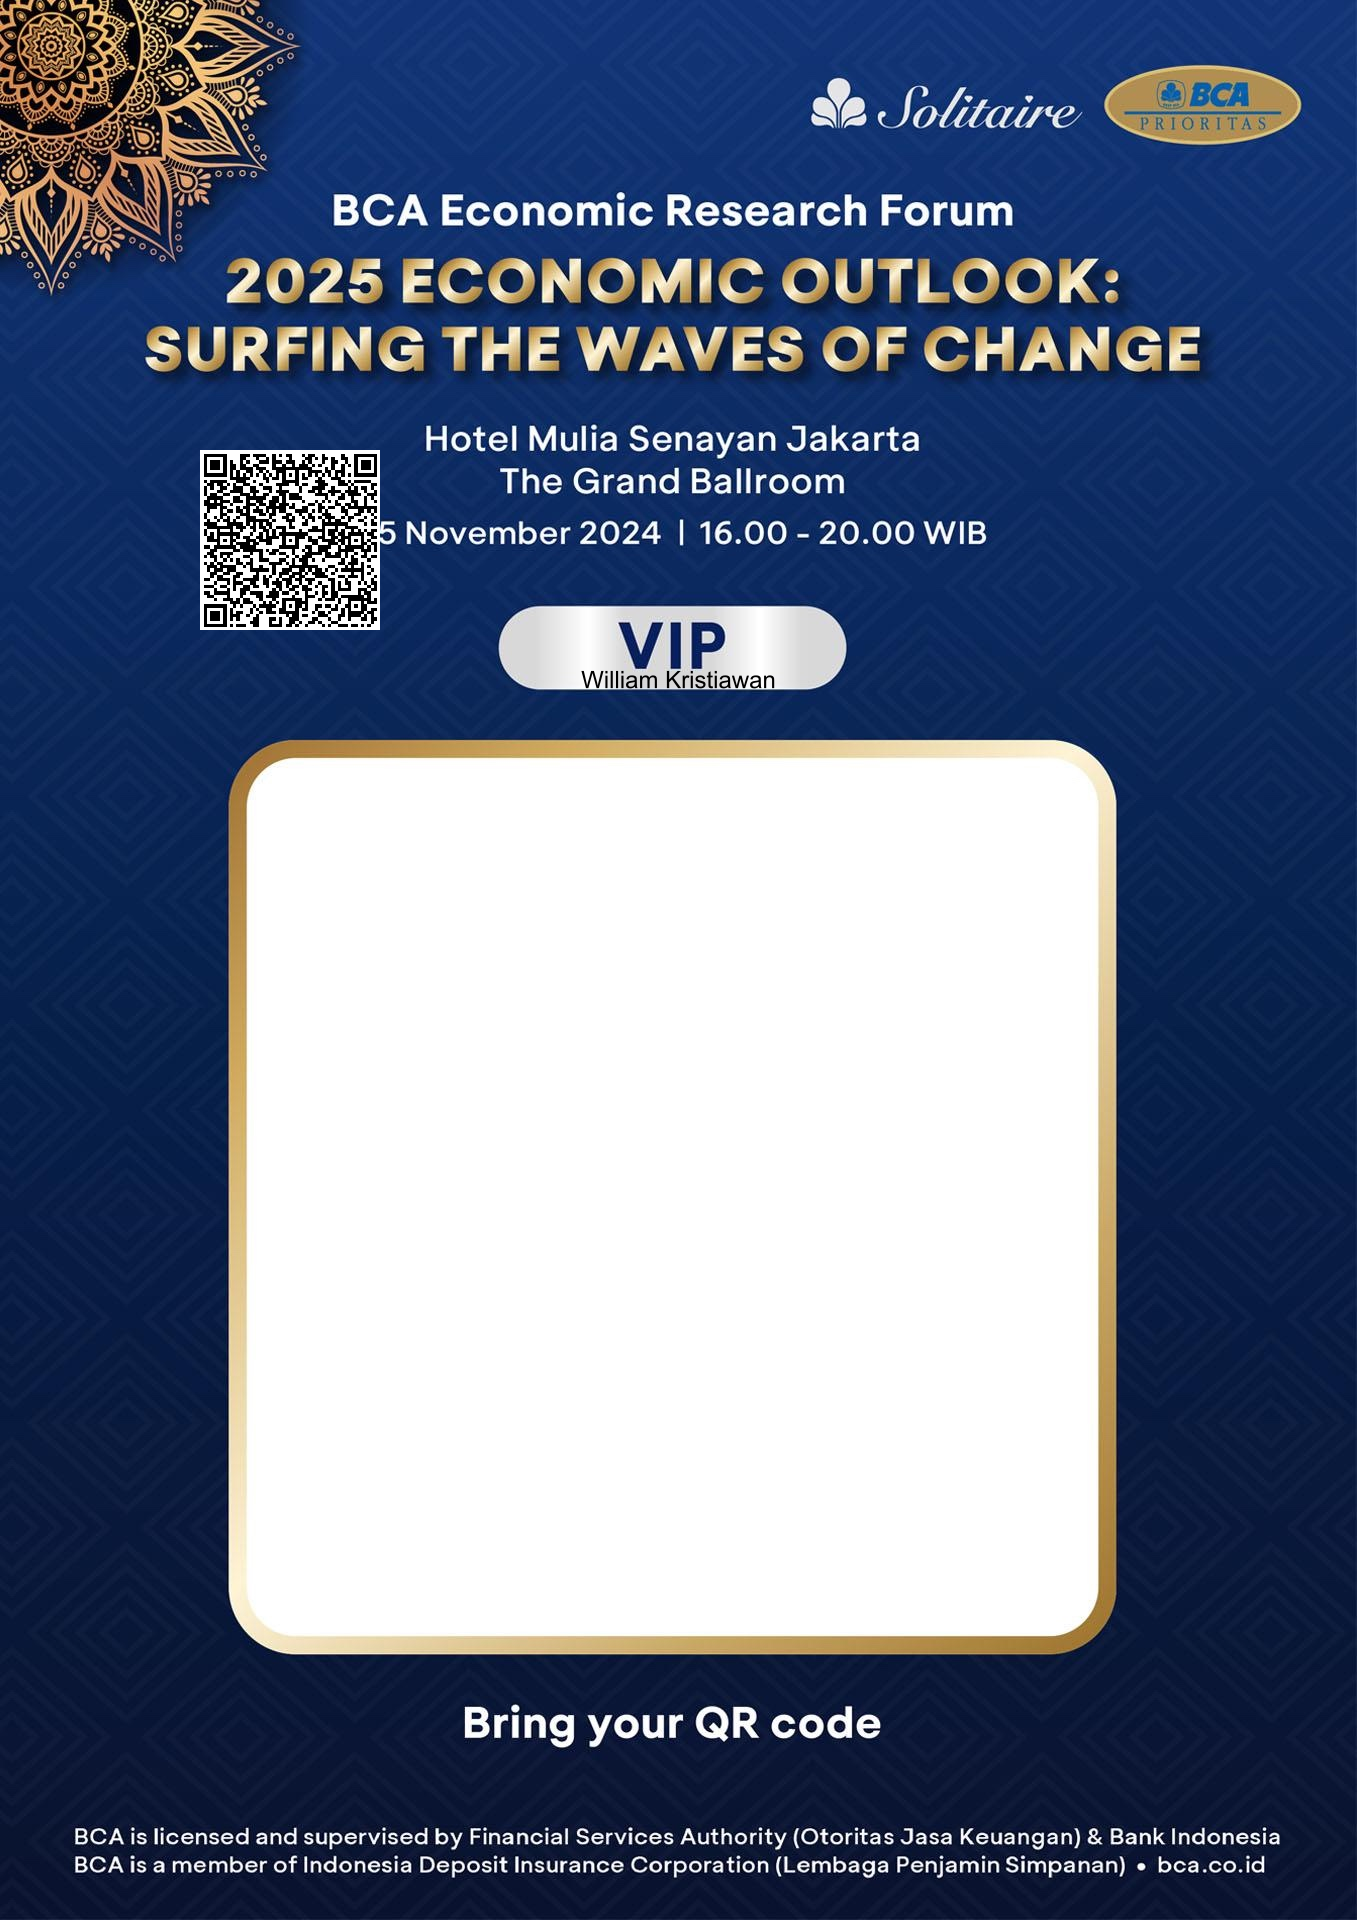 Solitaire
BCA
PRIORITAS
BCA Economic Research Forum
2025 ECONOMIC OUTLOOK:
SURFING THE WAVES OF CHANGE
Hotel Mulia Senayan Jakarta
The Grand Ballroom
5 November 2024 | 16.00 - 20.00 WIB
VIP
William Kristiawan
Bring your QR code
BCA is licensed and supervised by Financial Services Authority (Otoritas Jasa Keuangan) & Bank Indonesia
BCA is a member of Indonesia Deposit Insurance Corporation (Lembaga Penjamin Simpanan) • bca.co.id